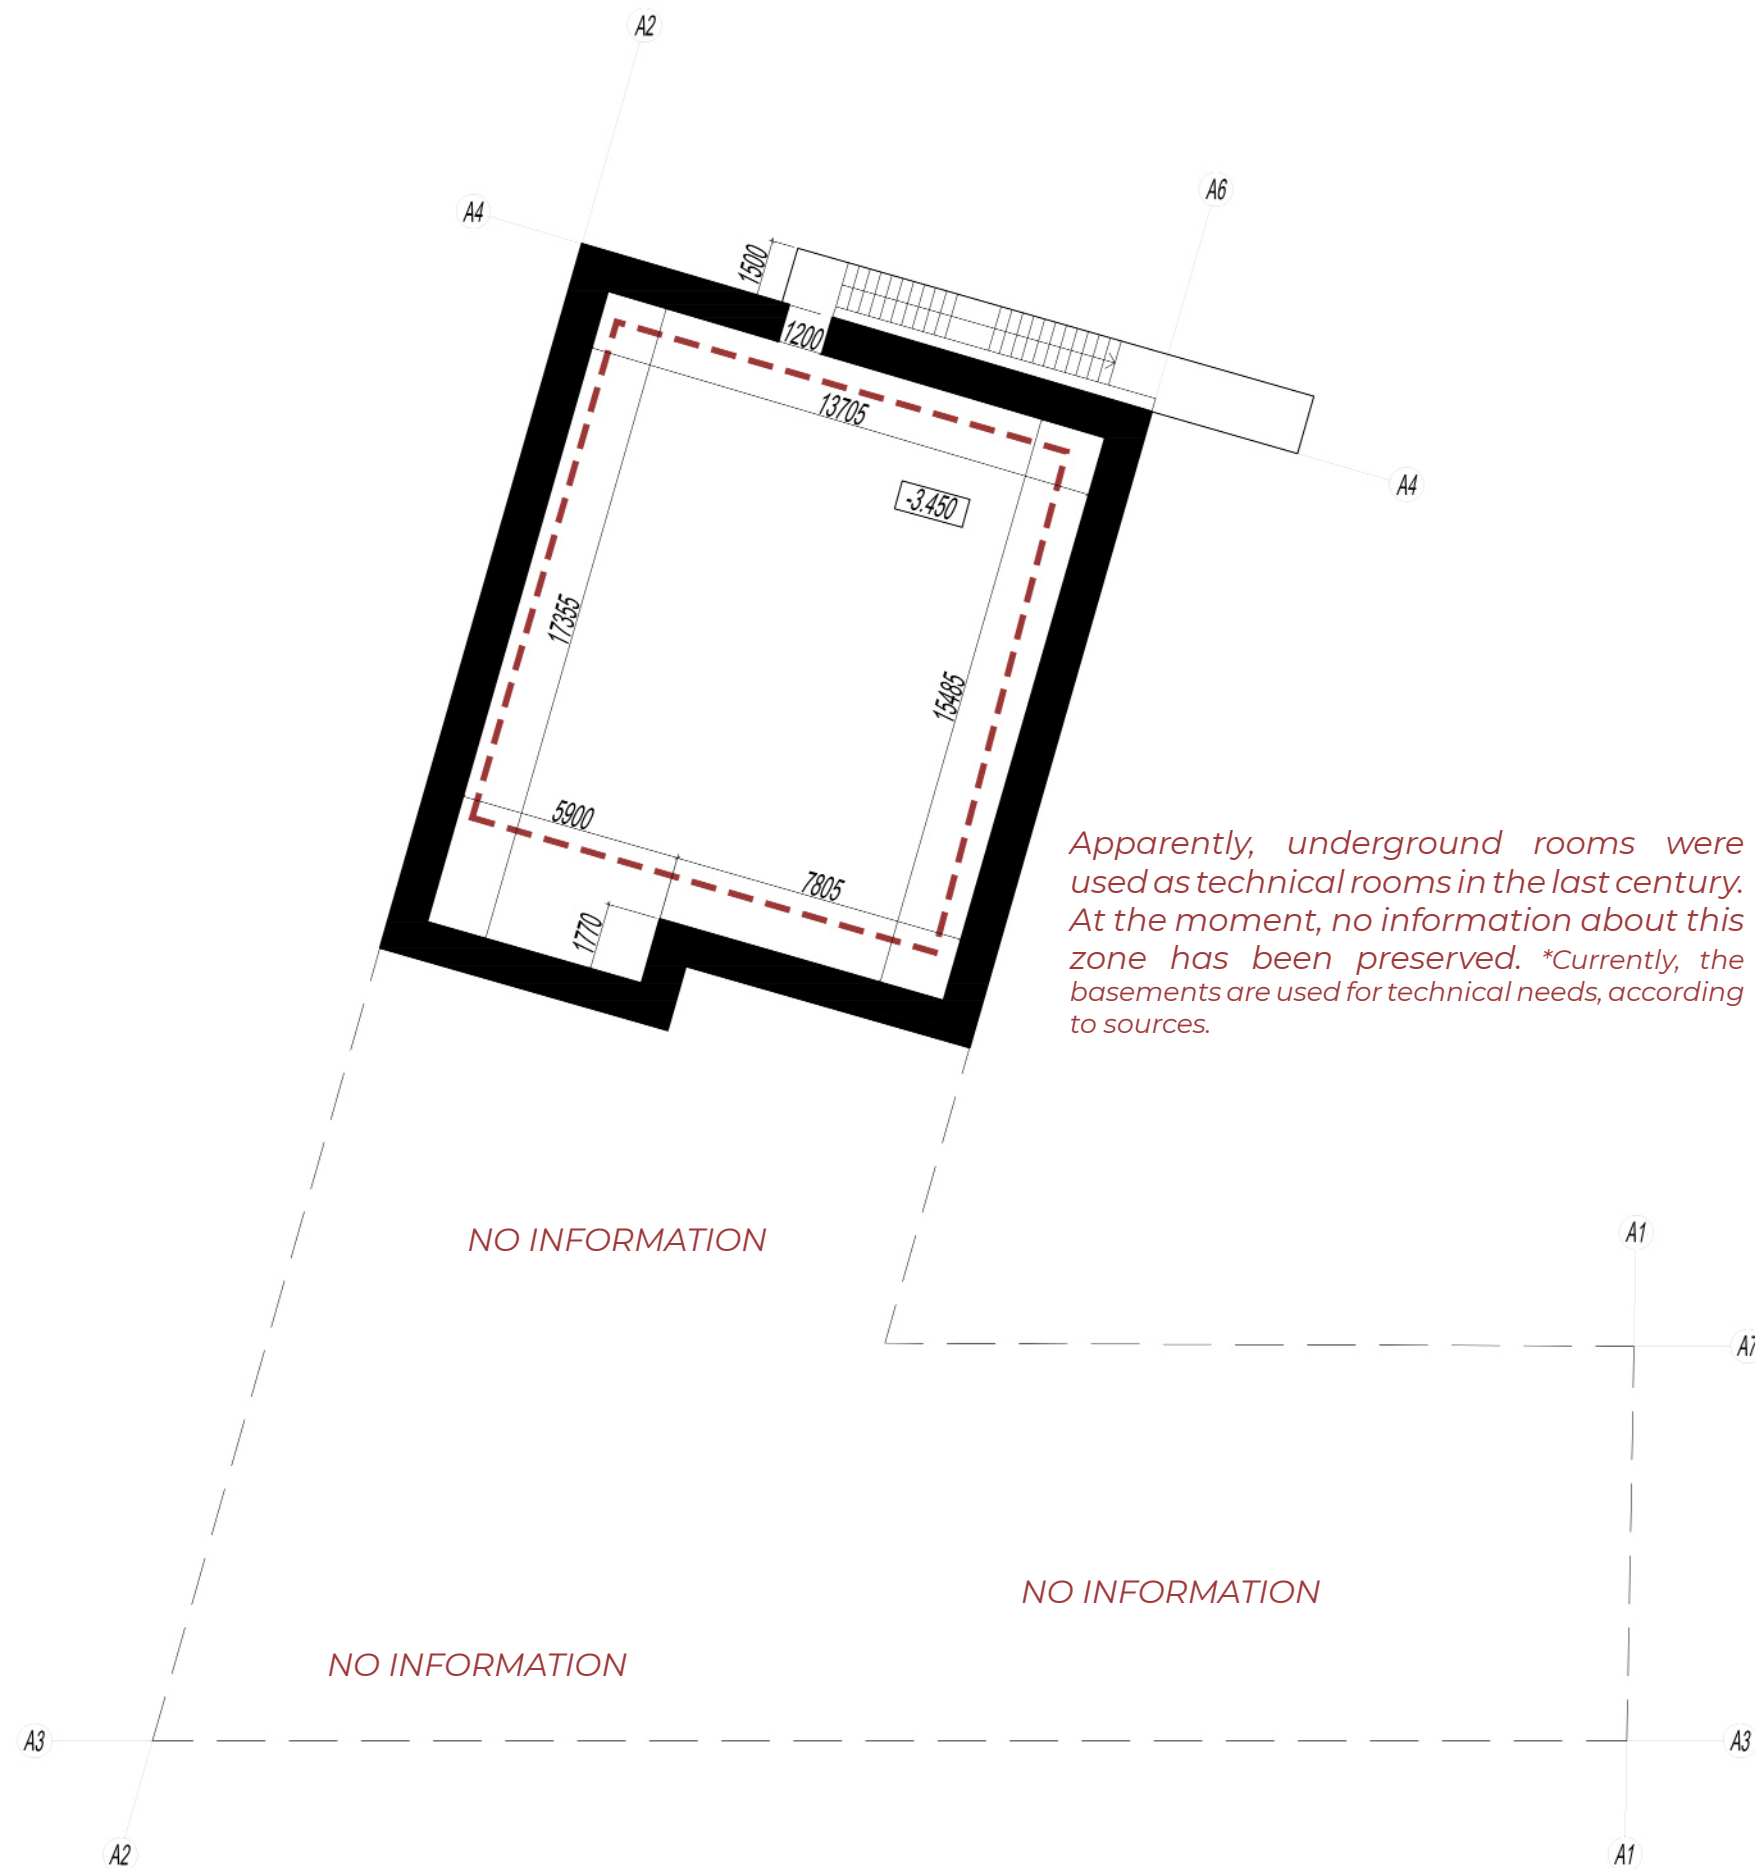 A2
A6
A4
1500
1200
13705
A4
-3.450
17355
15485
5900
7805
1770
Apparently, underground rooms were
used as technical rooms in the last century.
At the moment, no information about this
zone has been preserved. *Currently, the
basements are used for technical needs, according
to sources.
NO INFORMATION
A1
A7
NO INFORMATION
NO INFORMATION
A3
A3
A2
A1